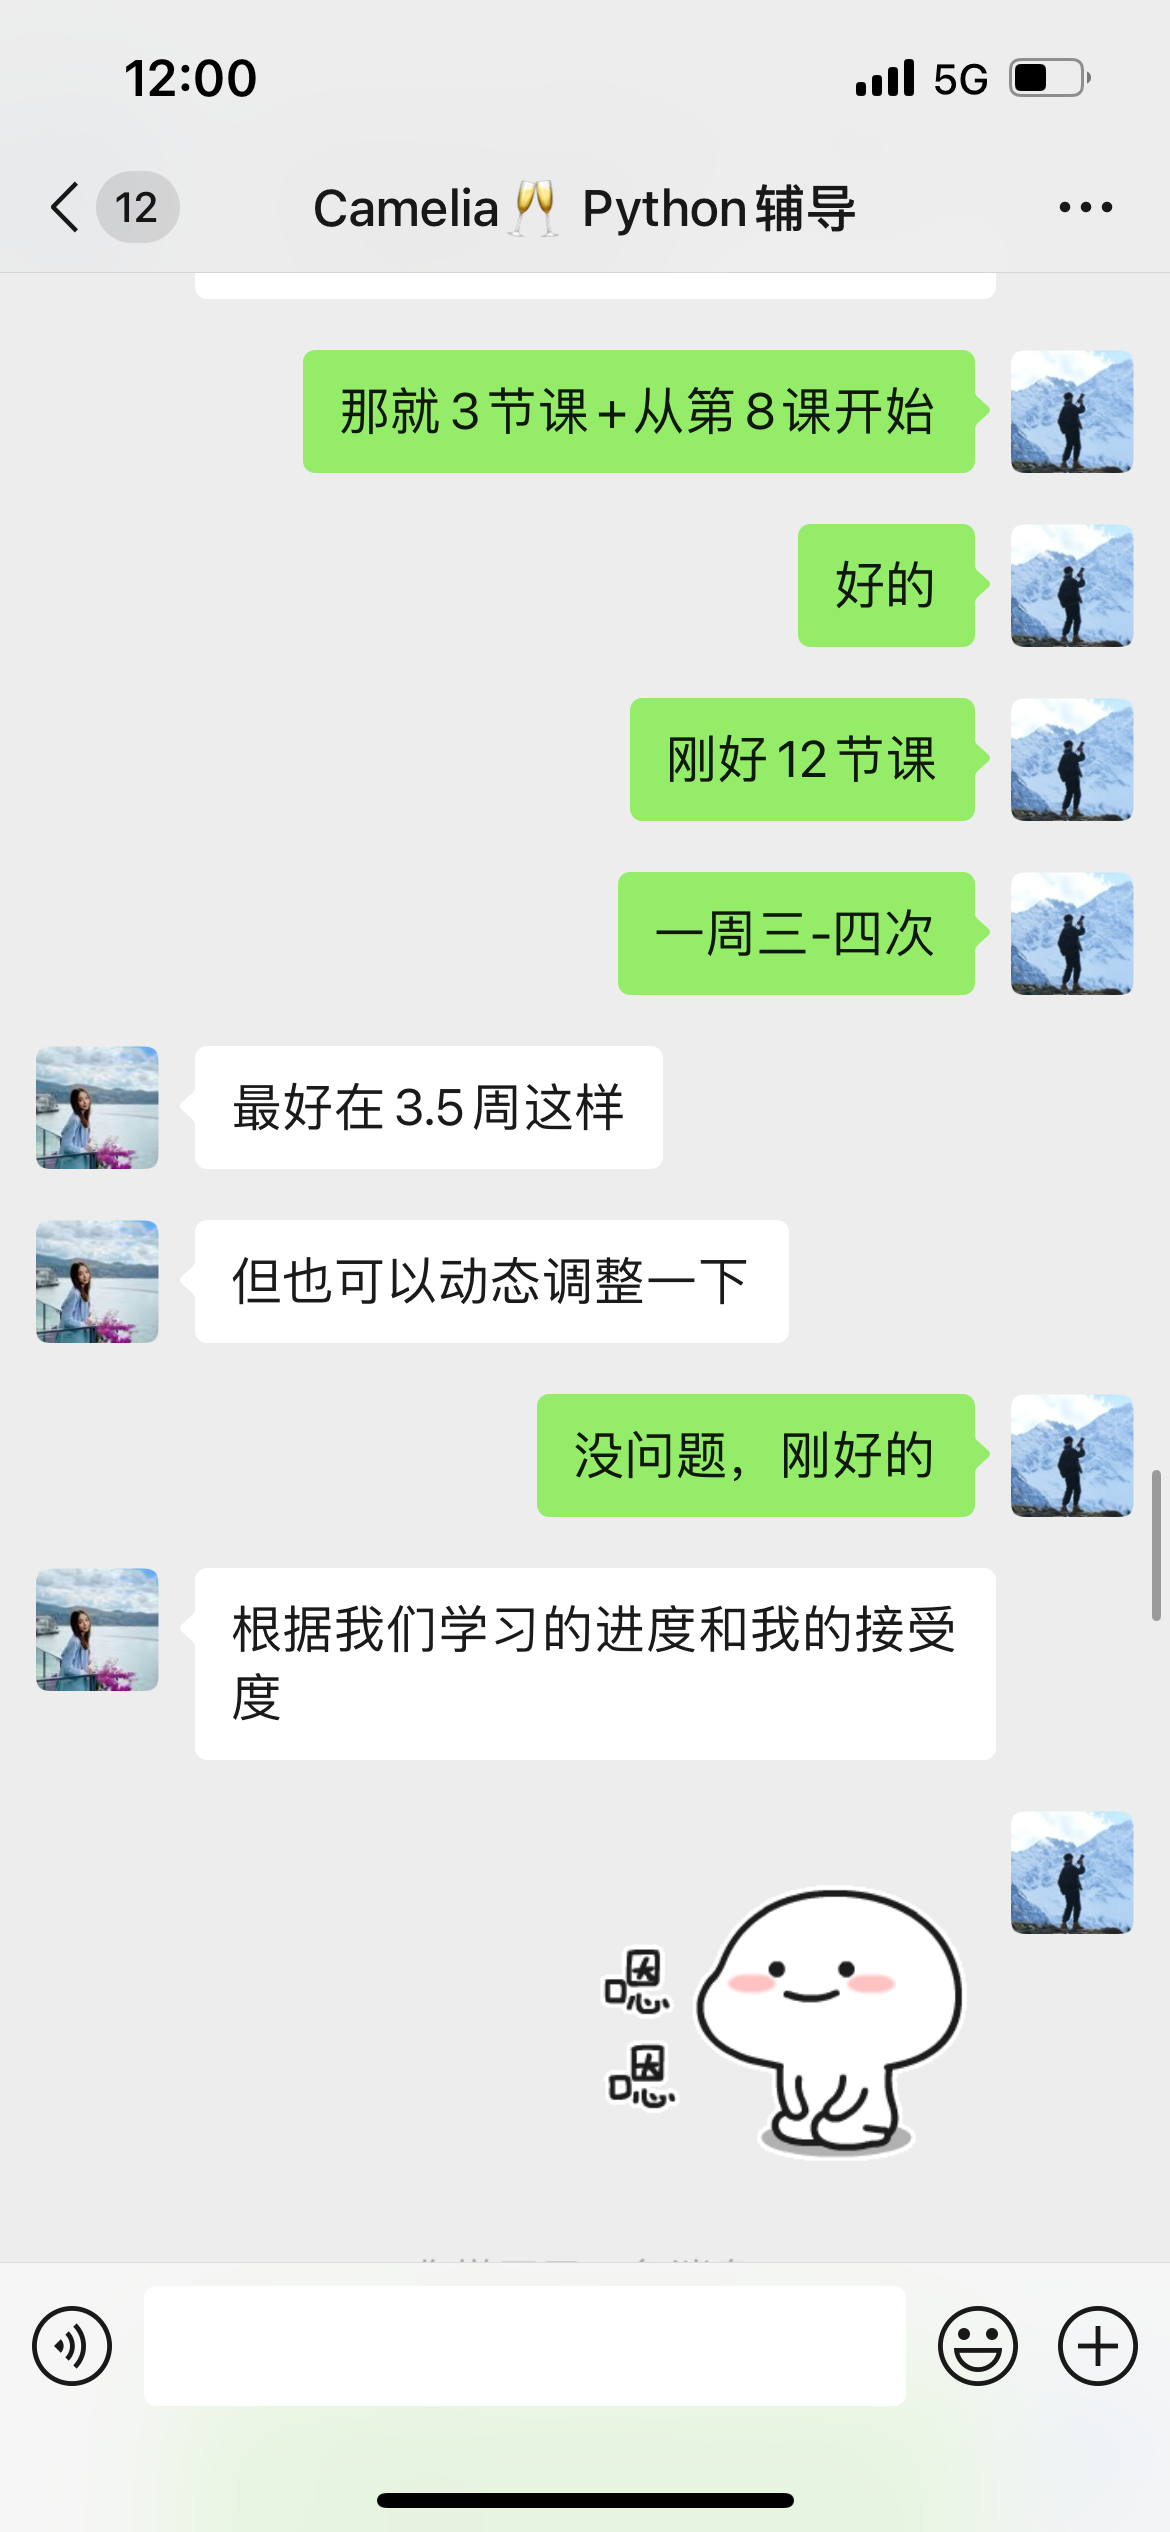 12:00
5G
12
Camelia🥂 Python辅导
那就3节课+从第8课开始
好的
刚好12节课
一周三-四次
最好在3.5周这样
但也可以动态调整一下
没问题，刚好的
根据我们学习的进度和我的接受
度
嗯
嗯